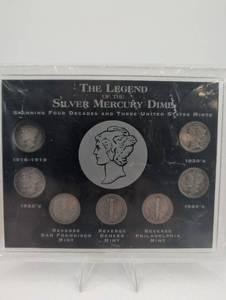 The Legend
of the
Silver Mercury Dime
Spanning Four Decades and Three United States Mints
1916-1919
1930's
1920's
1940's
Reverse
San Francisco
Mint
Reverse
Denver
Mint
Reverse
Philadelphia
Mint